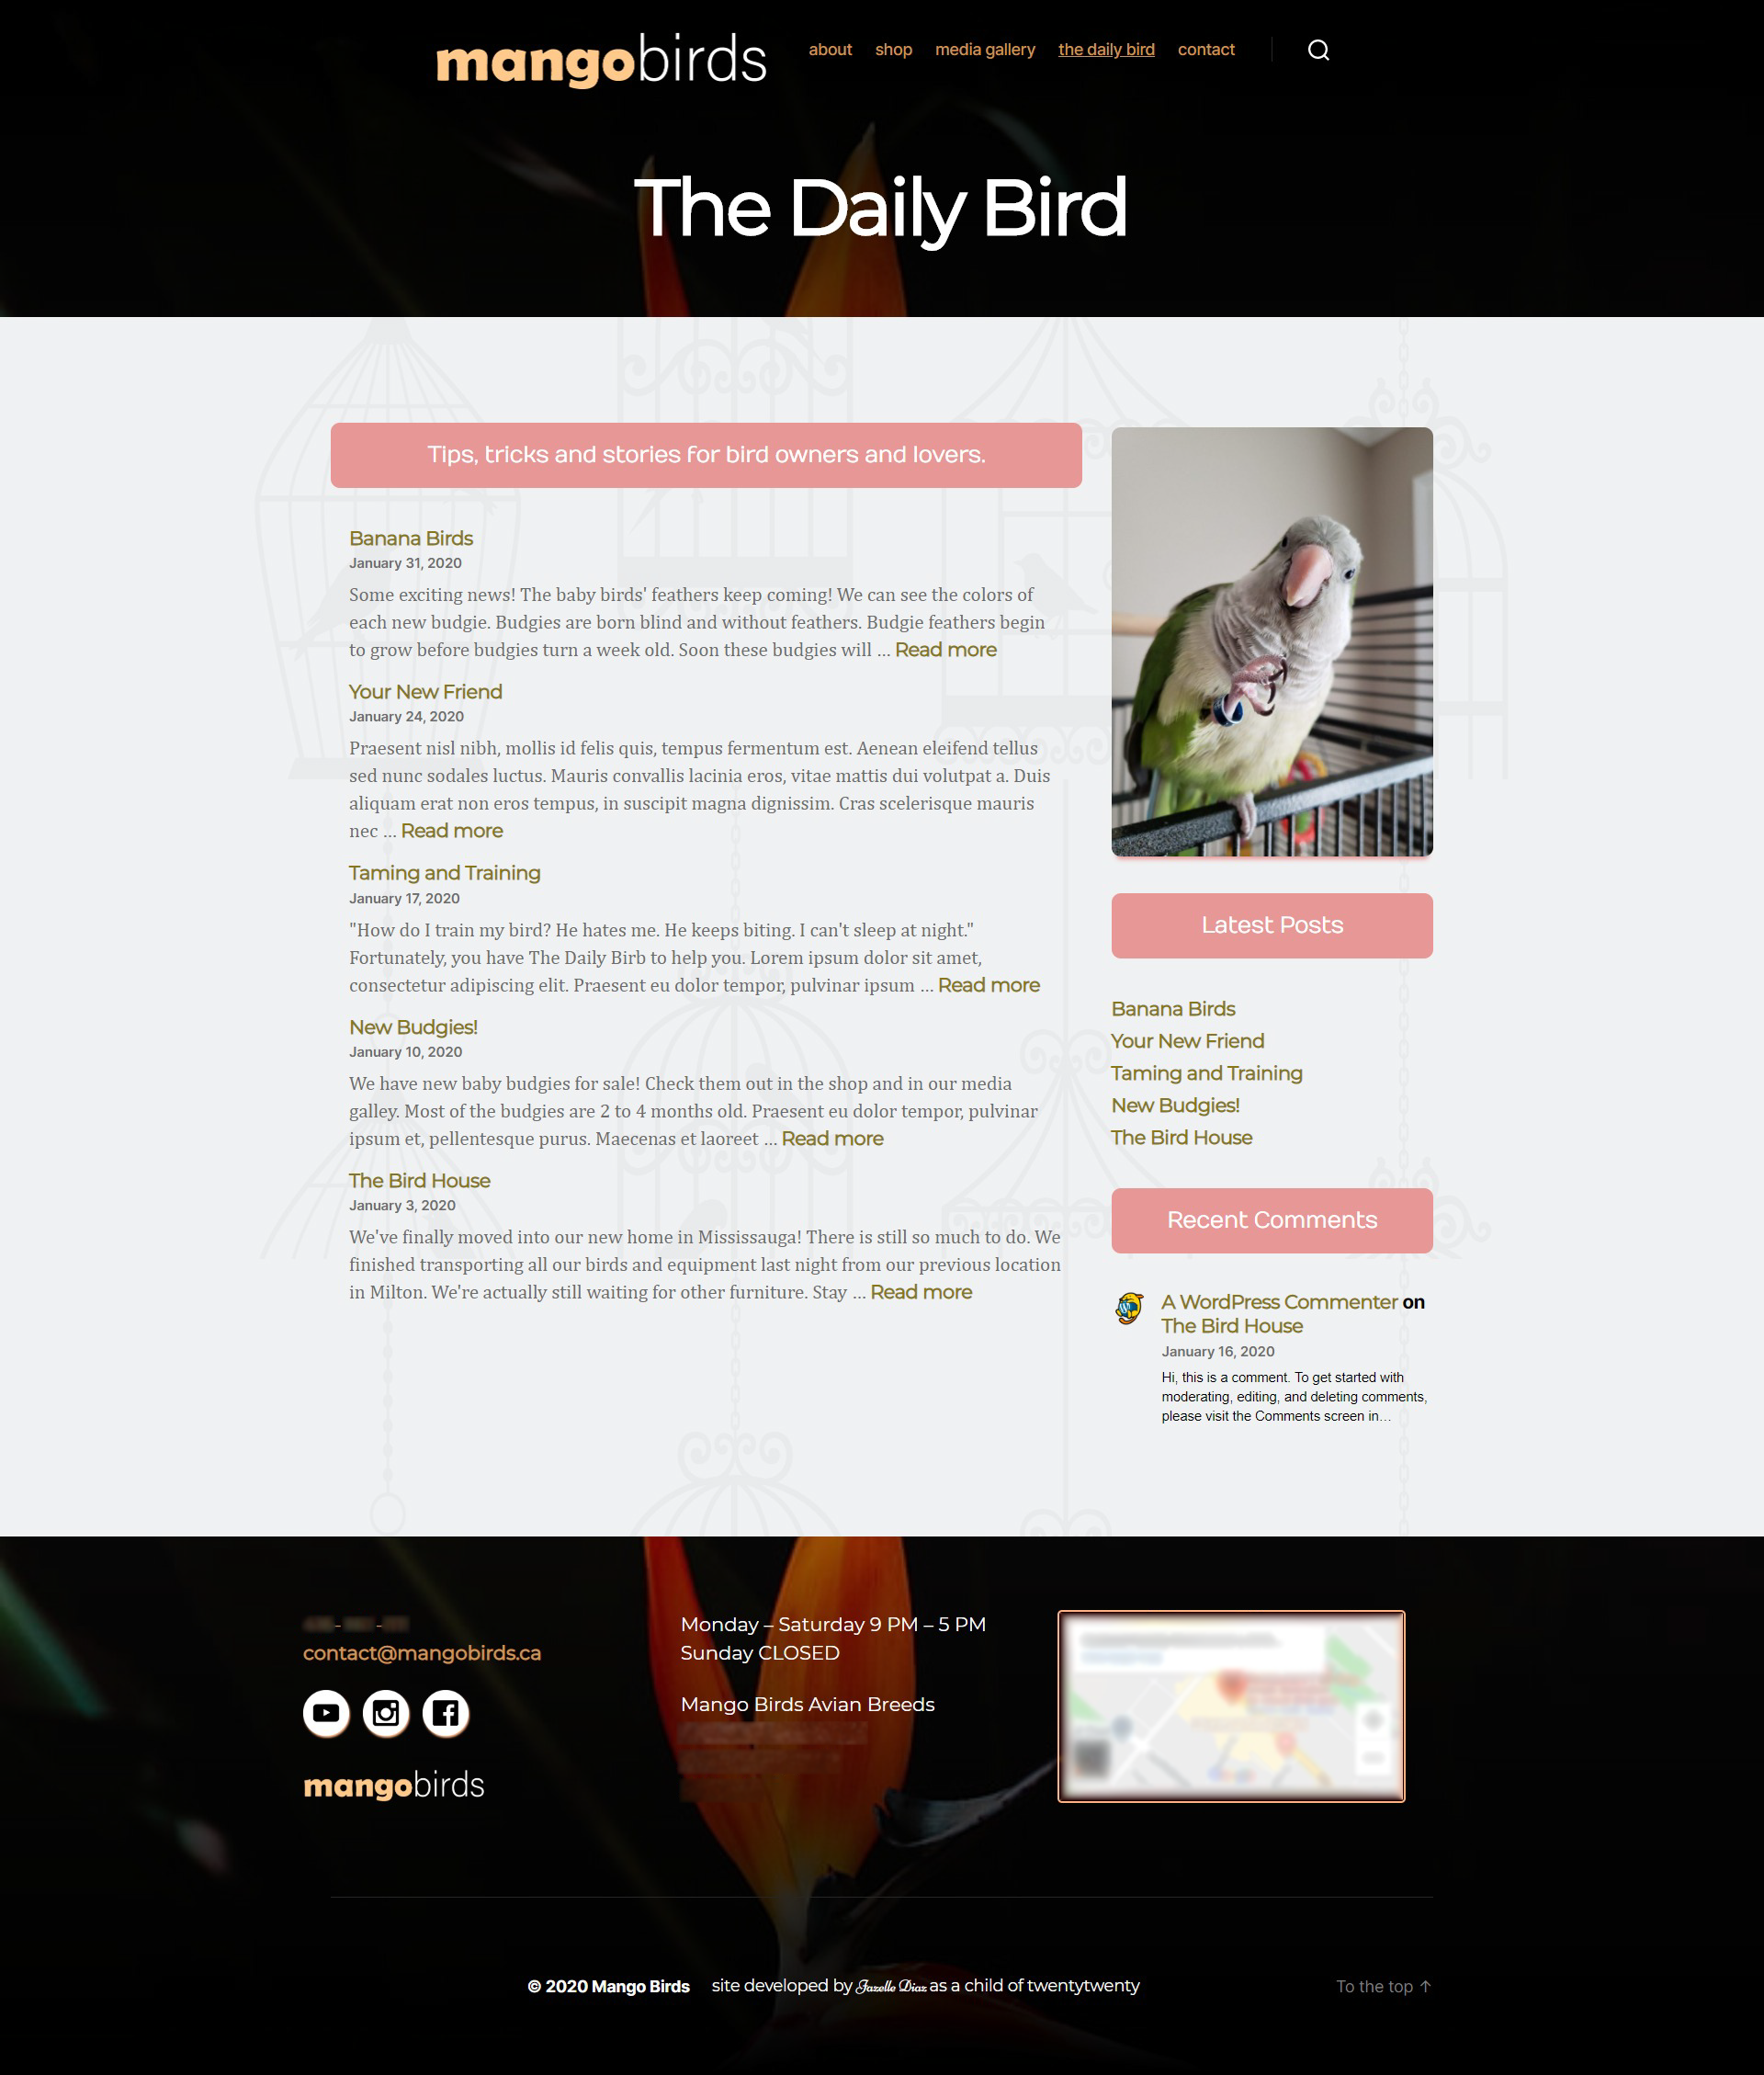 mangobirds
about shop media gallery the daily bird contact
The Daily Bird
Tips, tricks and stories for bird owners and lovers.
Banana Birds
January 31, 2020
Some exciting news! The baby birds' feathers keep coming! We can see the colors of
each new budgie. Budgies are born blind and without feathers. Budgie feathers begin
to grow before budgies turn a week old. Soon these budgies will … Read more
Your New Friend
January 24, 2020
Praesent nisl nibh, mollis id felis quis, tempus fermentum est. Aenean eleifend tellus
sed nunc sodales luctus. Mauris convallis lacinia eros, vitae mattis dui volutpat a. Duis
aliquam erat non eros tempus, in suscipit magna dignissim. Cras scelerisque mauris
nec … Read more
Taming and Training
January 17, 2020
"How do I train my bird? He hates me. He keeps biting. I can't sleep at night."
Fortunately, you have The Daily Birb to help you. Lorem ipsum dolor sit amet,
consectetur adipiscing elit. Praesent eu dolor tempor, pulvinar ipsum … Read more
New Budgies!
January 10, 2020
We have new baby budgies for sale! Check them out in the shop and in our media
galley. Most of the budgies are 2 to 4 months old. Praesent eu dolor tempor, pulvinar
ipsum et, pellentesque purus. Maecenas et laoreet … Read more
The Bird House
January 3, 2020
We've finally moved into our new home in Mississauga! There is still so much to do. We
finished transporting all our birds and equipment last night from our previous location
in Milton. We're actually still waiting for other furniture. Stay … Read more
Latest Posts
Banana Birds
Your New Friend
Taming and Training
New Budgies!
The Bird House
Recent Comments
A WordPress Commenter on
The Bird House
January 16, 2020
Hi, this is a comment. To get started with
moderating, editing, and deleting comments,
please visit the Comments screen in…
contact@mangobirds.ca
mangobirds
Monday – Saturday 9 PM – 5 PM
Sunday CLOSED
Mango Birds Avian Breeds
© 2020 Mango Birds site developed by Jazelle Diaz as a child of twentytwenty
To the top ↑